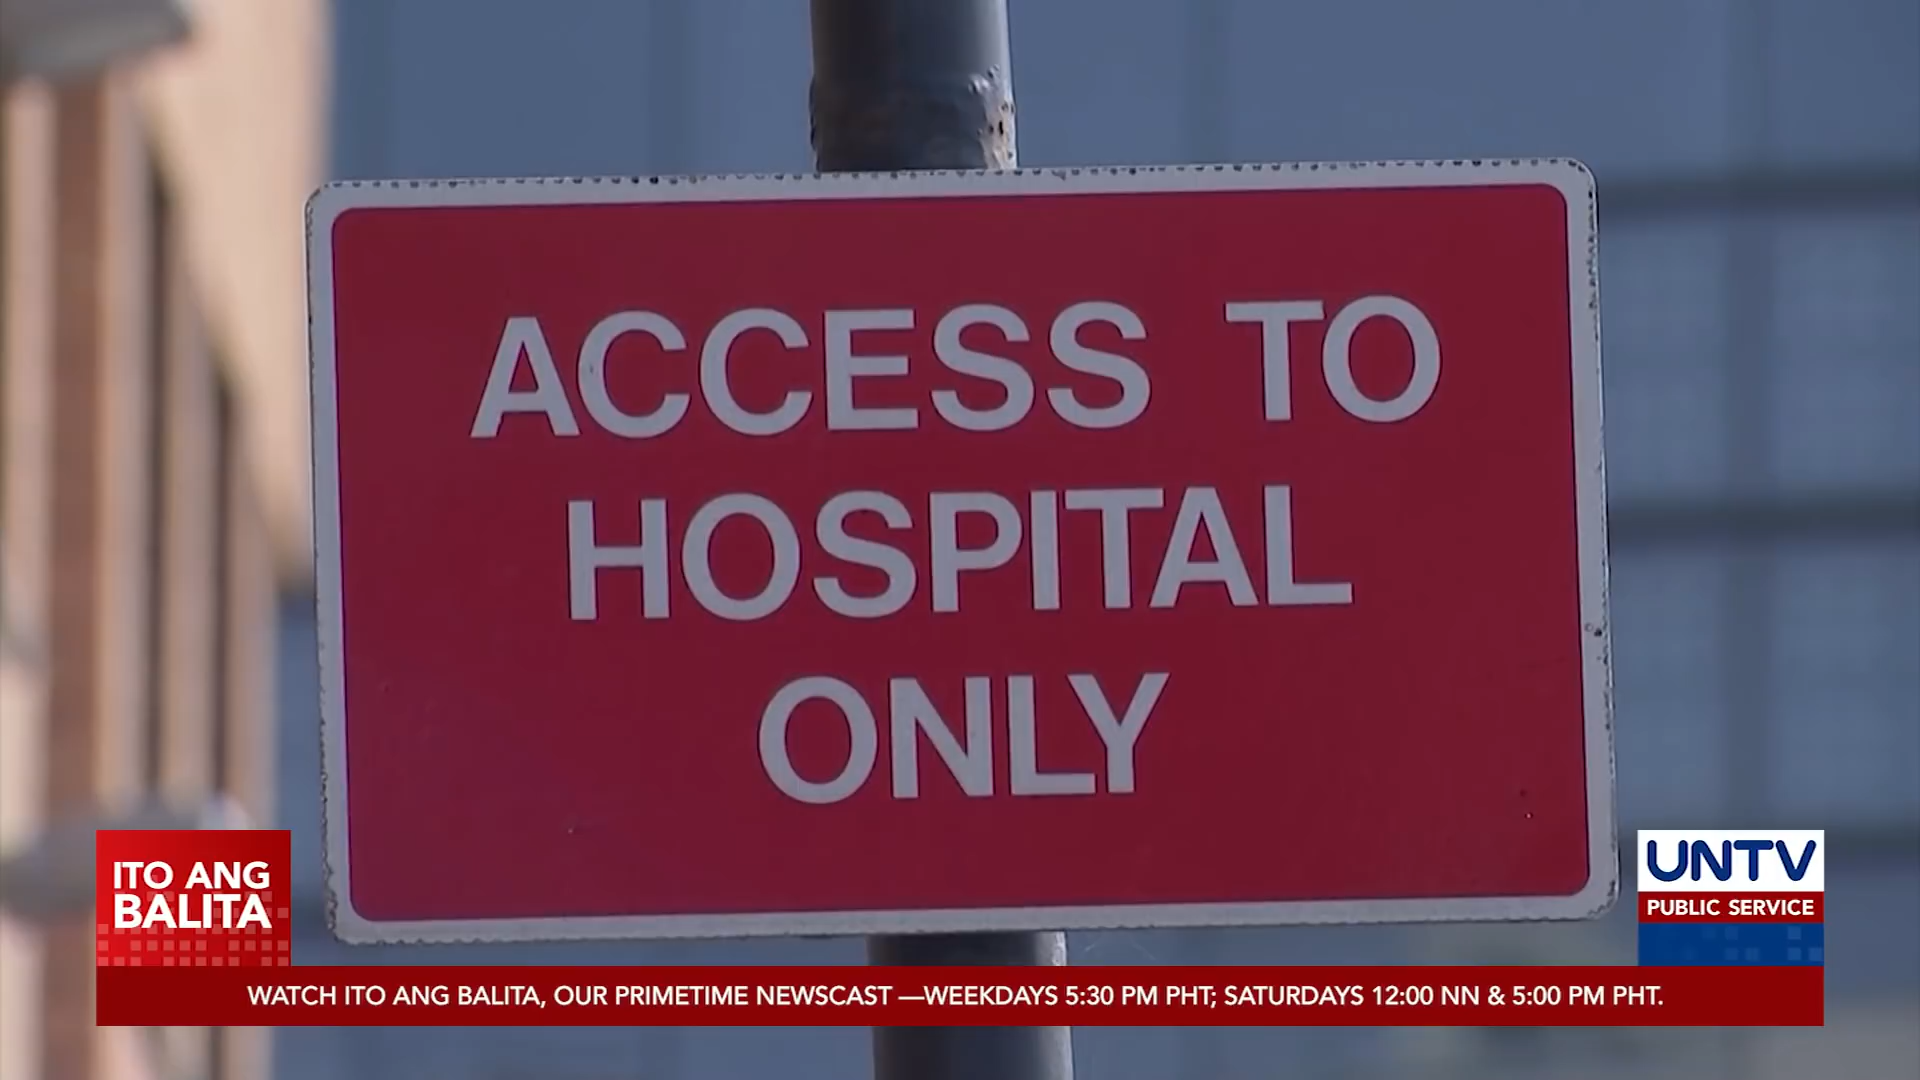 ACCESS TO
HOSPITAL
ONLY
ITO ANG
BALITA
UNTV
PUBLIC SERVICE
WATCH ITO ANG BALITA, OUR PRIMETIME NEWSCAST —WEEKDAYS 5:30 PM PHT; SATURDAYS 12:00 NN & 5:00 PM PHT.